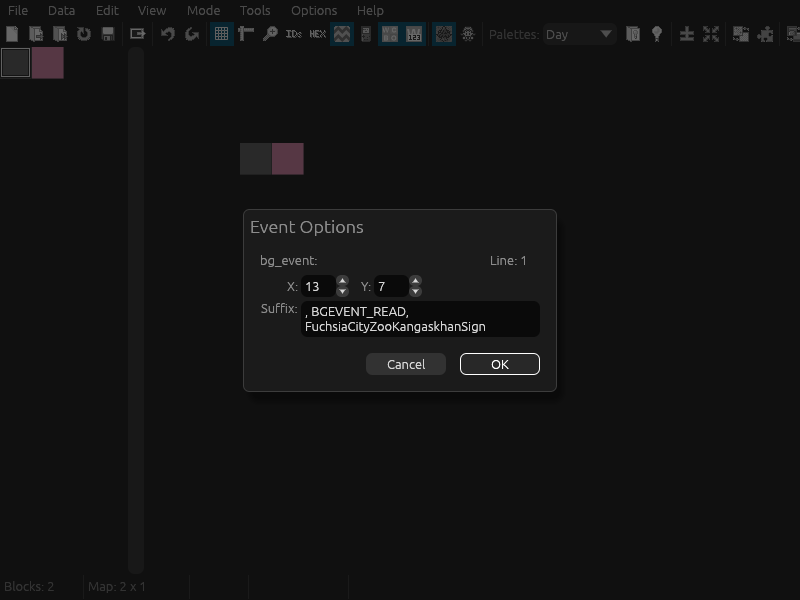 File Data Edit View Mode Tools Options Help
IDs HEX 123 Palettes: Day
Event Options
bg_event: Line: 1
X: 13 Y: 7
Suffix: , BGEVENT_READ,
FuchsiaCityZooKangaskhanSign
Cancel OK
Blocks: 2 Map: 2 x 1